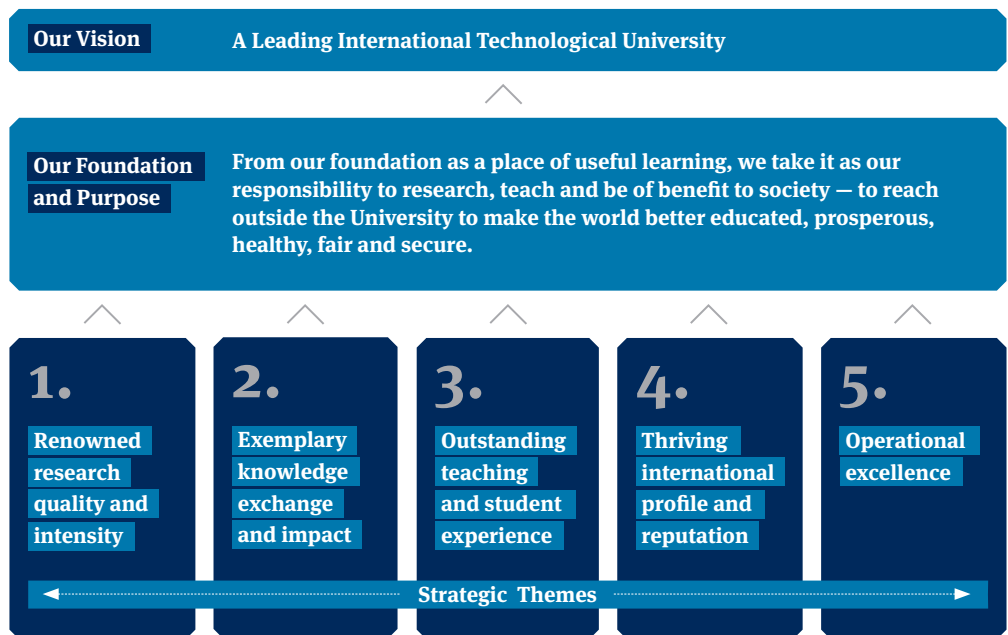 Our Vision
A Leading International Technological University
Our Foundation
and Purpose
From our foundation as a place of useful learning, we take it as our
responsibility to research, teach and be of benefit to society — to reach
outside the University to make the world better educated, prosperous,
healthy, fair and secure.
1.
Renowned
research
quality and
intensity
2.
Exemplary
knowledge
exchange
and impact
3.
Outstanding
teaching
and student
experience
4.
Thriving
international
profile and
reputation
5.
Operational
excellence
Strategic Themes